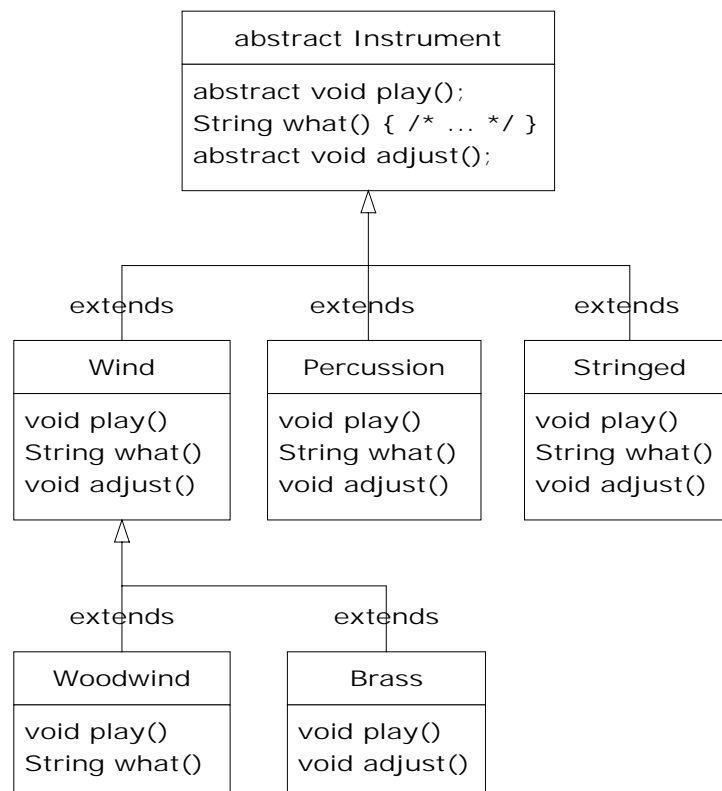 abstract Instrument
abstract void play();
String what() { /* ... */ }
abstract void adjust();
extends
extends
extends
Wind
void play()
String what()
void adjust()
Percussion
void play()
String what()
void adjust()
Stringed
void play()
String what()
void adjust()
extends
extends
Woodwind
void play()
String what()
Brass
void play()
void adjust()